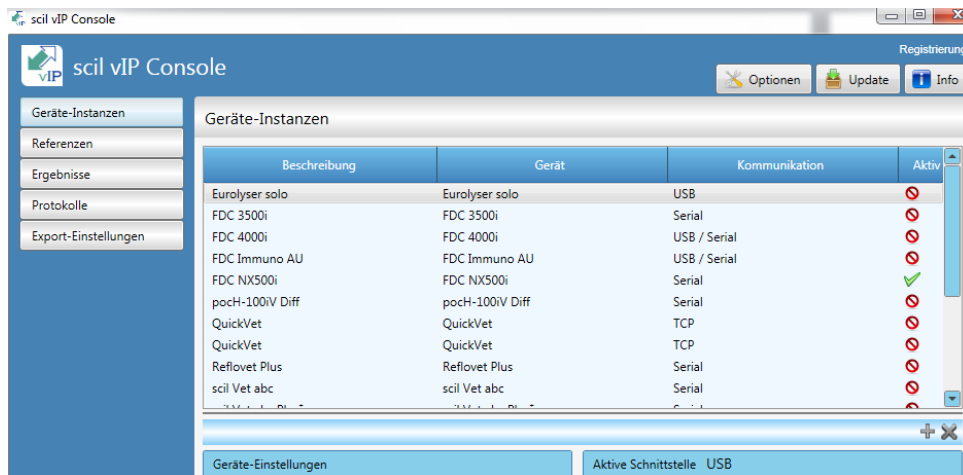 scil vIP Console
vIP
scil vIP Console
Registrierung
Optionen Update Info
Geräte-Instanzen
Referenzen
Ergebnisse
Protokolle
Export-Einstellungen
Geräte-Instanzen
Beschreibung Gerät Kommunikation Aktiv
Eurolyser solo Eurolyser solo USB
FDC 3500i FDC 3500i Serial
FDC 4000i FDC 4000i USB / Serial
FDC Immuno AU FDC Immuno AU USB / Serial
FDC NX500i FDC NX500i Serial
pocH-100iV Diff pocH-100iV Diff Serial
QuickVet QuickVet TCP
QuickVet QuickVet TCP
Reflovet Plus Reflovet Plus Serial
scil Vet abc scil Vet abc Serial
Geräte-Einstellungen
Aktive Schnittstelle USB